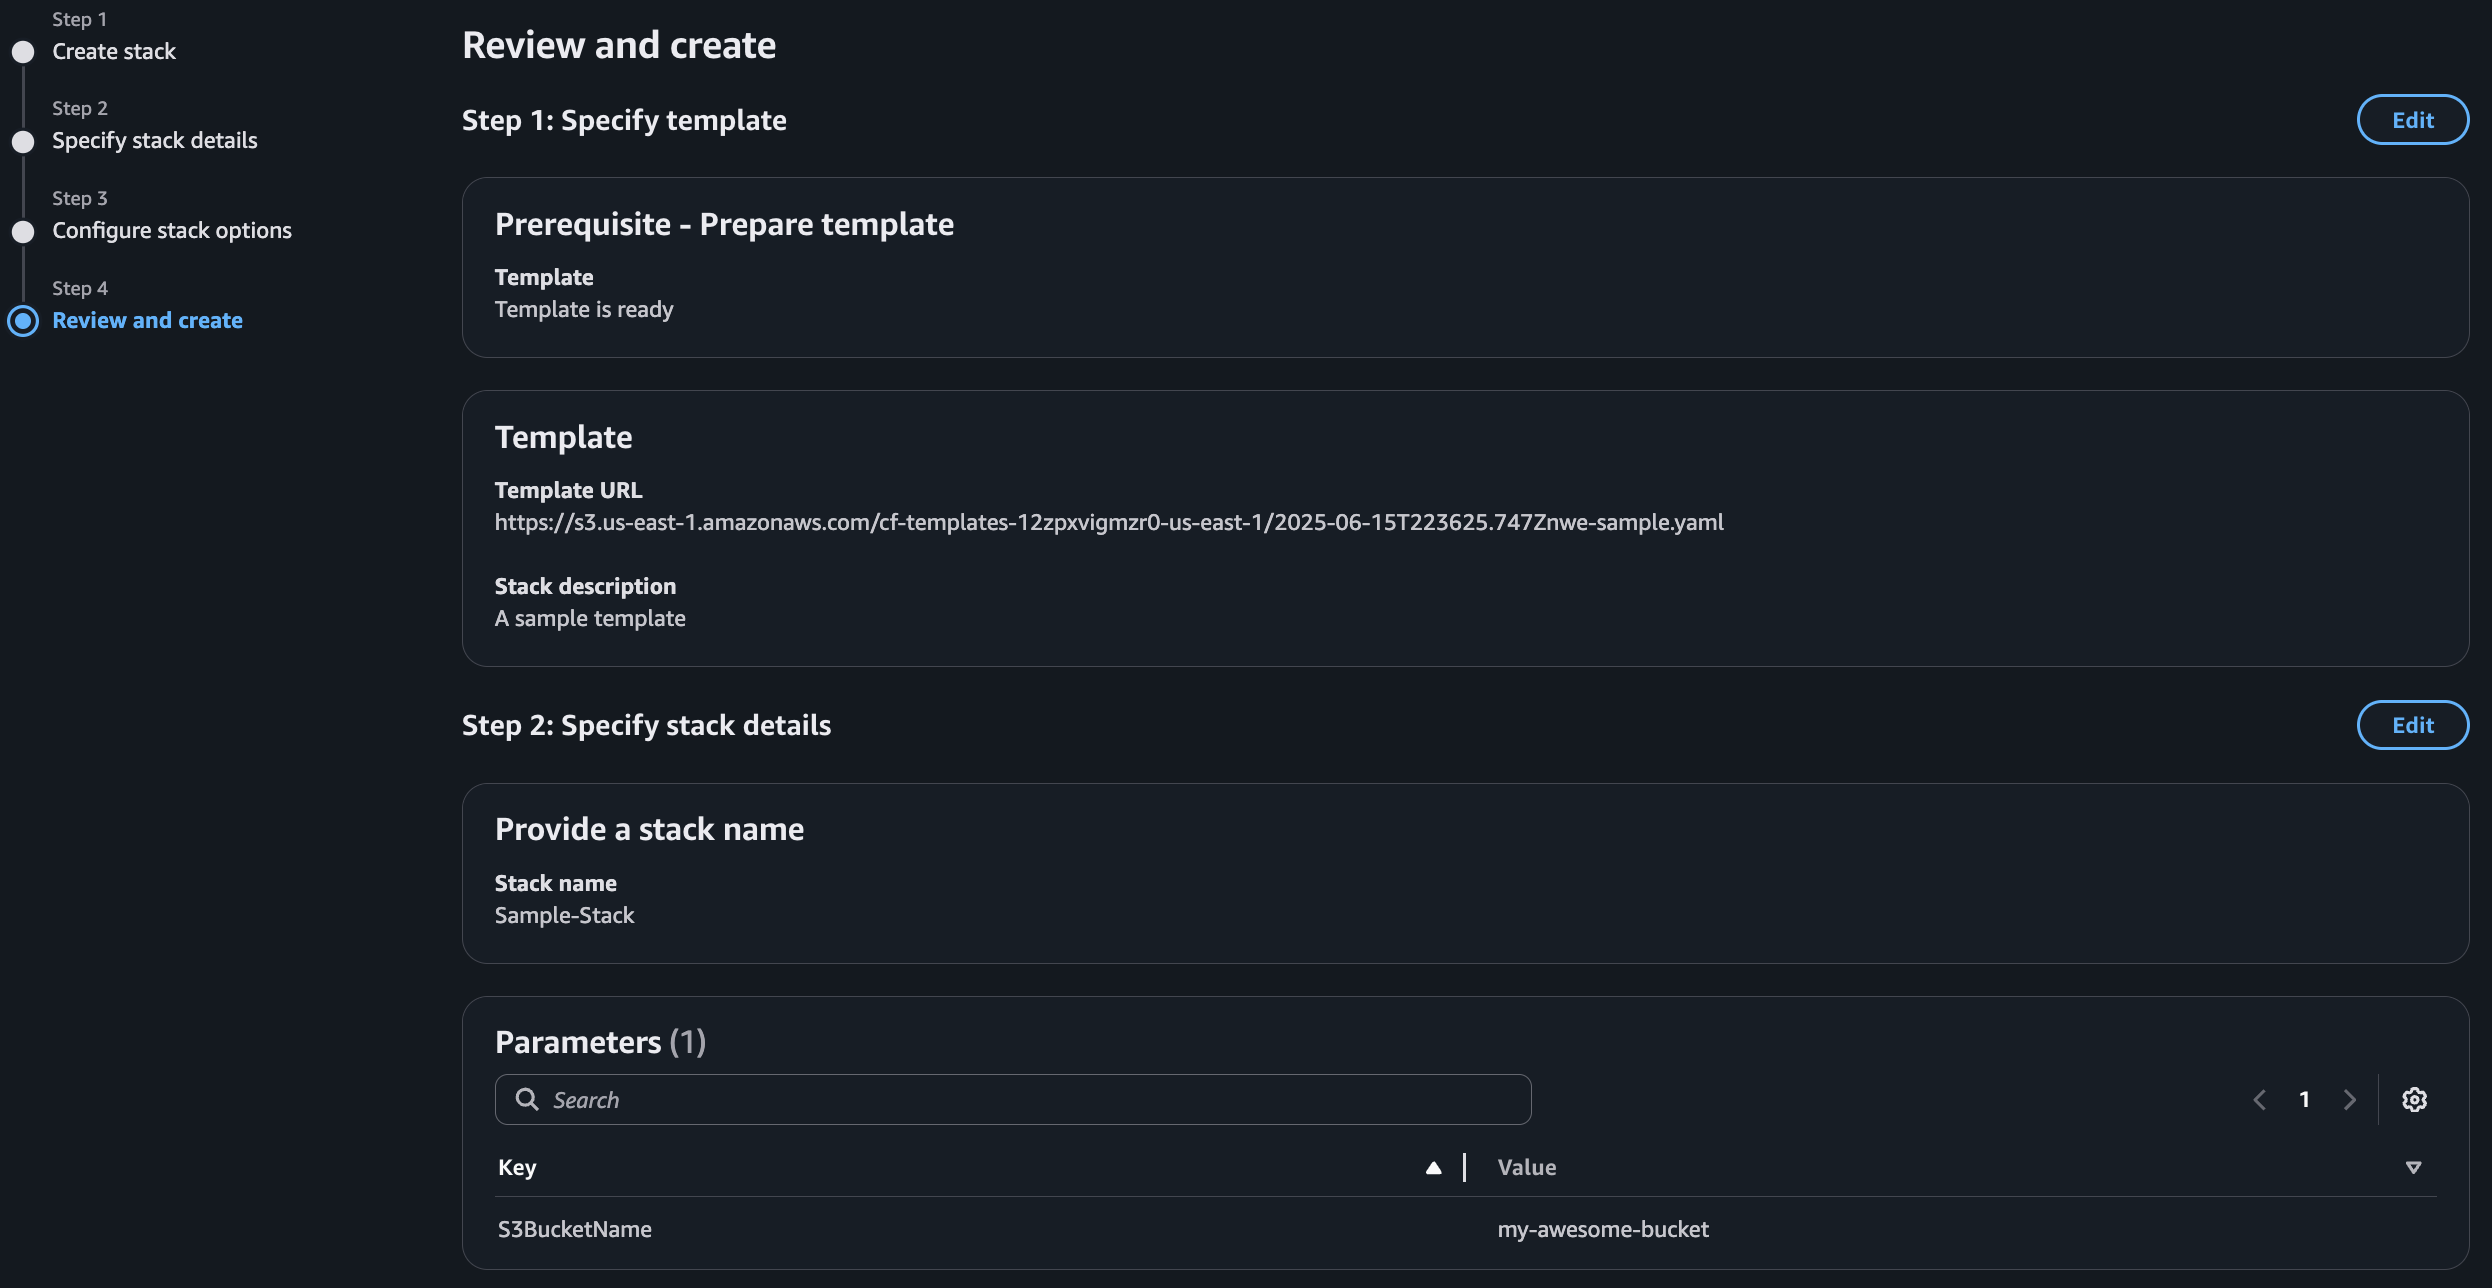 Step 1
Create stack
Step 2
Specify stack details
Step 3
Configure stack options
Step 4
Review and create
Review and create
Step 1: Specify template
Edit
Prerequisite - Prepare template
Template
Template is ready
Template
Template URL
https://s3.us-east-1.amazonaws.com/cf-templates-12zpxvigmzr0-us-east-1/2025-06-15T223625.747Znwe-sample.yaml
Stack description
A sample template
Step 2: Specify stack details
Edit
Provide a stack name
Stack name
Sample-Stack
Parameters (1)
Search
1
Key
Value
S3BucketName
my-awesome-bucket